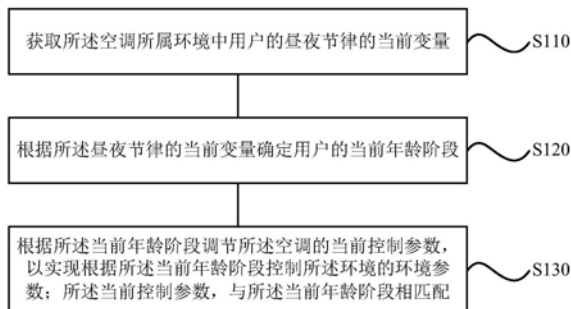 获取所述空调所属环境中用户的昼夜节律的当前变量
S110
根据所述昼夜节律的当前变量确定用户的当前年龄阶段
S120
根据所述当前年龄阶段调节所述空调的当前控制参数，
以实现根据所述当前年龄阶段控制所述环境的环境参
数；所述当前控制参数，与所述当前年龄阶段相匹配
S130